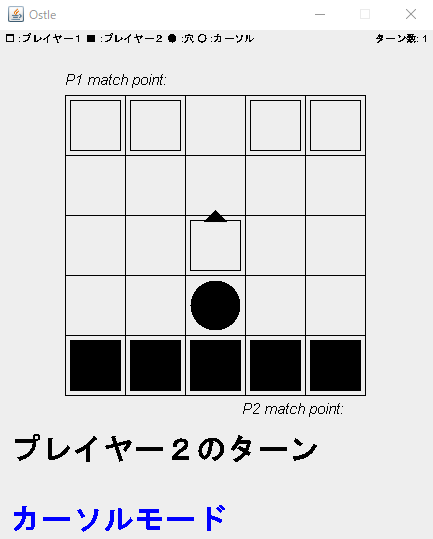 Ostle
□ :プレイヤー1 ■ :プレイヤー2 ● :穴 〇 :カーソル ターン数: 1
P1 match point:
P2 match point:
プレイヤー２のターン
カーソルモード